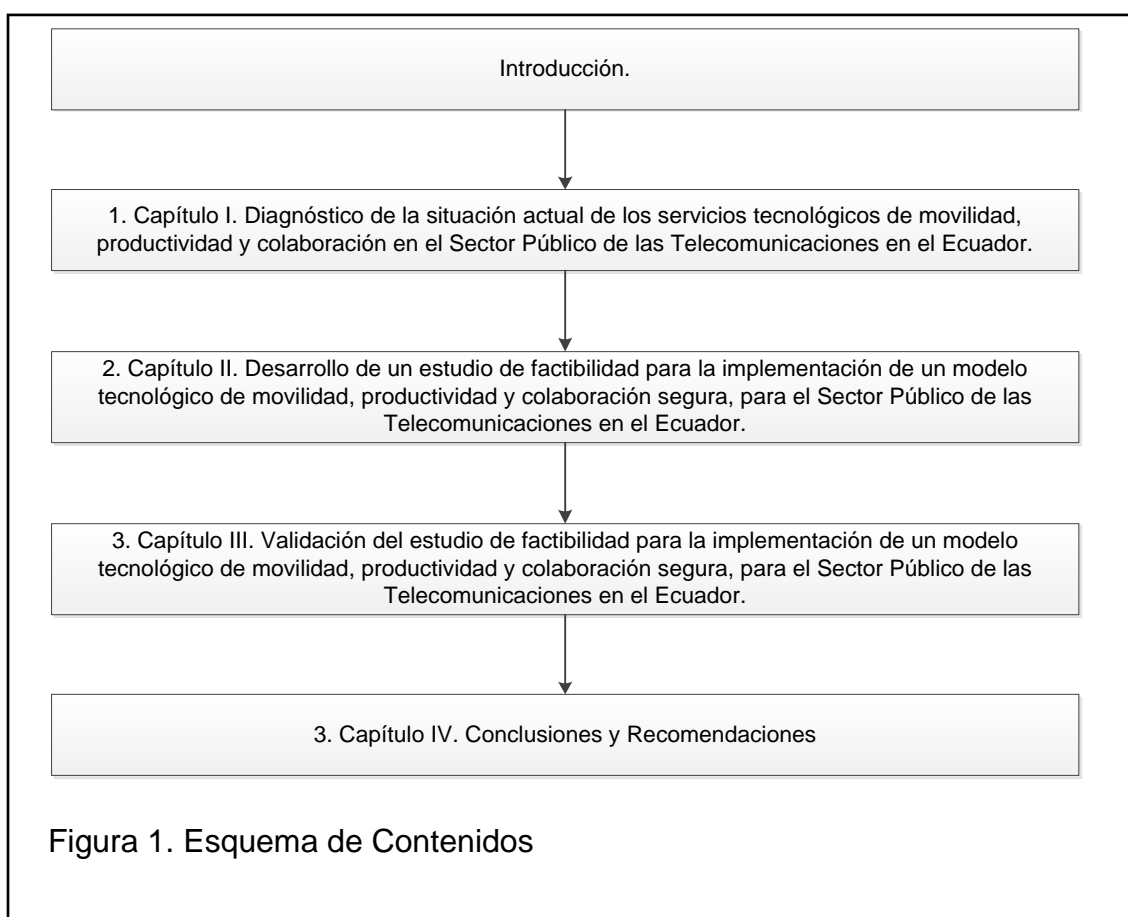 Introducción.
1. Capítulo I. Diagnóstico de la situación actual de los servicios tecnológicos de movilidad,
productividad y colaboración en el Sector Público de las Telecomunicaciones en el Ecuador.
2. Capítulo II. Desarrollo de un estudio de factibilidad para la implementación de un modelo
tecnológico de movilidad, productividad y colaboración segura, para el Sector Público de las
Telecomunicaciones en el Ecuador.
3. Capítulo III. Validación del estudio de factibilidad para la implementación de un modelo
tecnológico de movilidad, productividad y colaboración segura, para el Sector Público de las
Telecomunicaciones en el Ecuador.
3. Capítulo IV. Conclusiones y Recomendaciones
Figura 1. Esquema de Contenidos